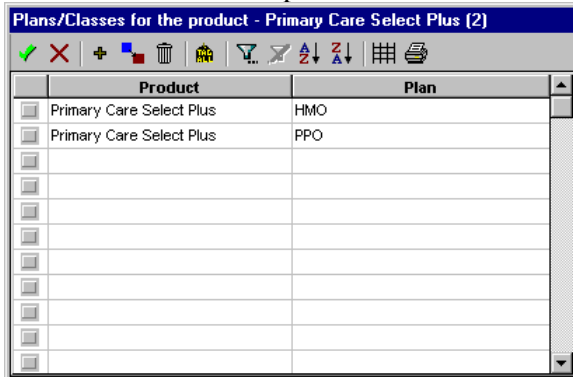 Plans/Classes for the product - Primary Care Select Plus (2)
Product Plan
Primary Care Select Plus HMO
Primary Care Select Plus PPO